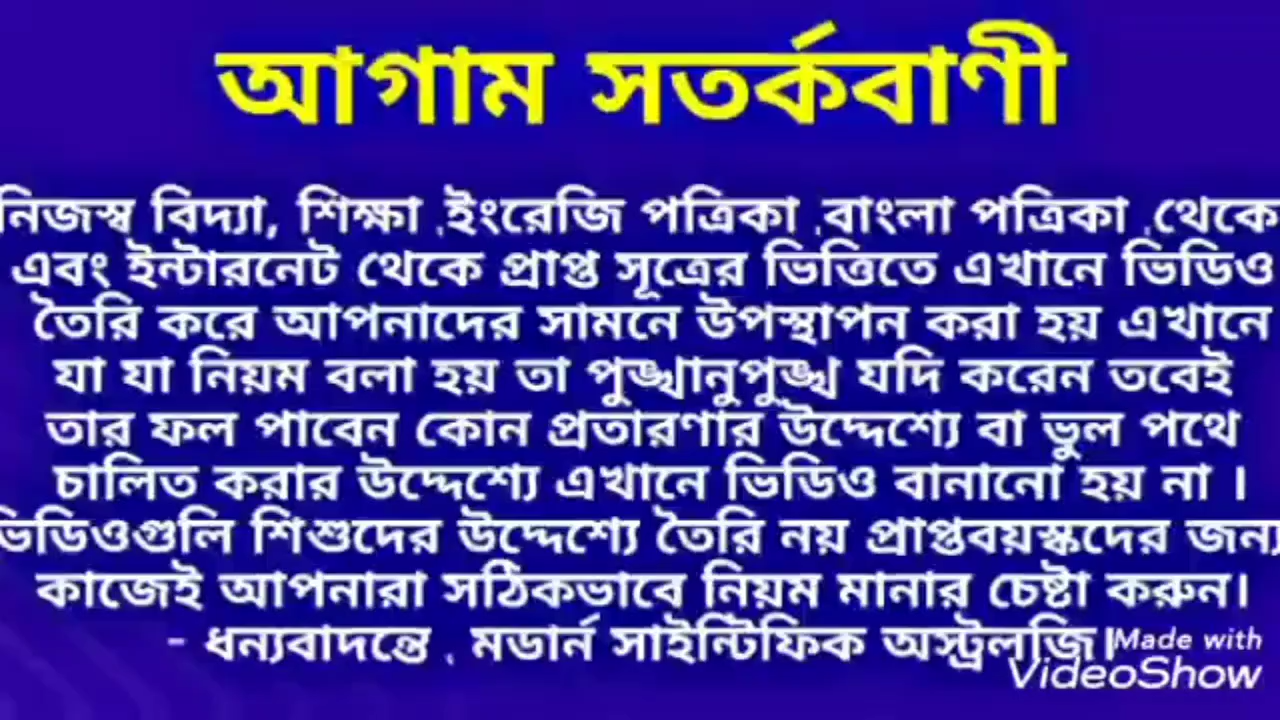 আগাম সতর্কবাণী
নিজস্ব বিদ্যা, শিক্ষা ,ইংরেজি পত্রিকা ,বাংলা পত্রিকা ,থেকে
এবং ইন্টারনেট থেকে প্রাপ্ত সূত্রের ভিত্তিতে এখানে ভিডিও
তৈরি করে আপনাদের সামনে উপস্থাপন করা হয় এখানে
যা যা নিয়ম বলা হয় তা পুঙ্খানুপুঙ্খ যদি করেন তবেই
তার ফল পাবেন কোন প্রতারণার উদ্দেশ্যে বা ভুল পথে
চালিত করার উদ্দেশ্যে এখানে ভিডিও বানানো হয় না ।
ভিডিওগুলি শিশুদের উদ্দেশ্যে তৈরি নয় প্রাপ্তবয়স্কদের জন্য
কাজেই আপনারা সঠিকভাবে নিয়ম মানার চেষ্টা করুন।
- ধন্যবাদন্তে , মডার্ন সাইন্টিফিক অস্ট্রলজি।
Made with
VideoShow